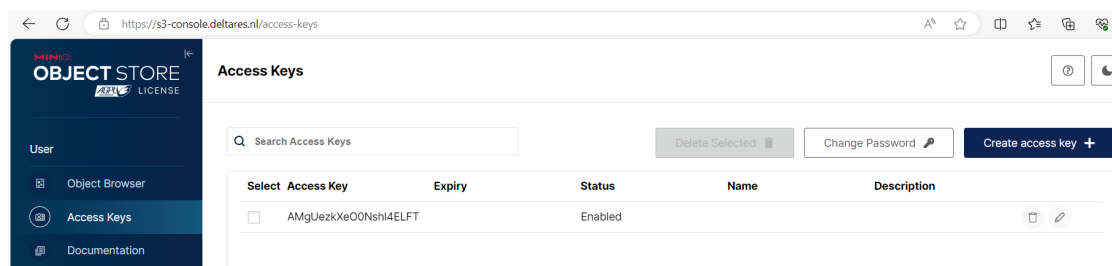 https://s3-console.deltares.nl/access-keys
MINIO
OBJECT STORE
AGPLV3 LICENSE
Access Keys
User
Search Access Keys
Delete Selected
Change Password
Create access key
Object Browser
Select Access Key Expiry Status Name Description
Access Keys
AMgUezkXeO0NshI4ELFT Enabled
Documentation